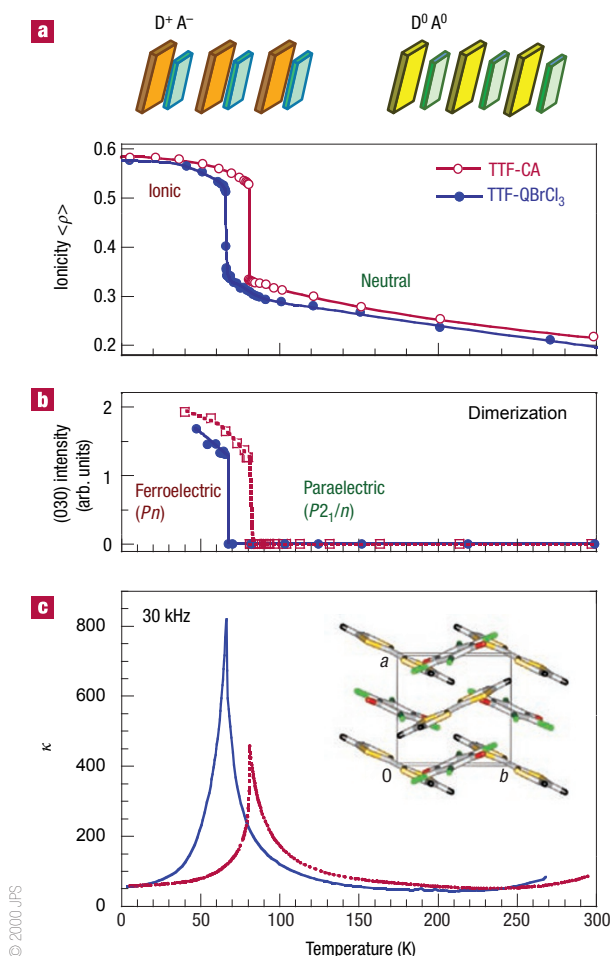 a
D⁺ A⁻
D⁰ A⁰
0.6
0.5
0.4
0.3
0.2
Ionicity <ρ>
Ionic
TTF-CA
TTF-QBrCl₃
Neutral
b
2
1
0
(030) intensity
(arb. units)
Dimerization
Ferroelectric
(Pn)
Paraelectric
(P2₁/n)
c
30 kHz
800
600
400
200
0
κ
a
0
b
0 50 100 150 200 250 300
Temperature (K)
© 2000 JPS